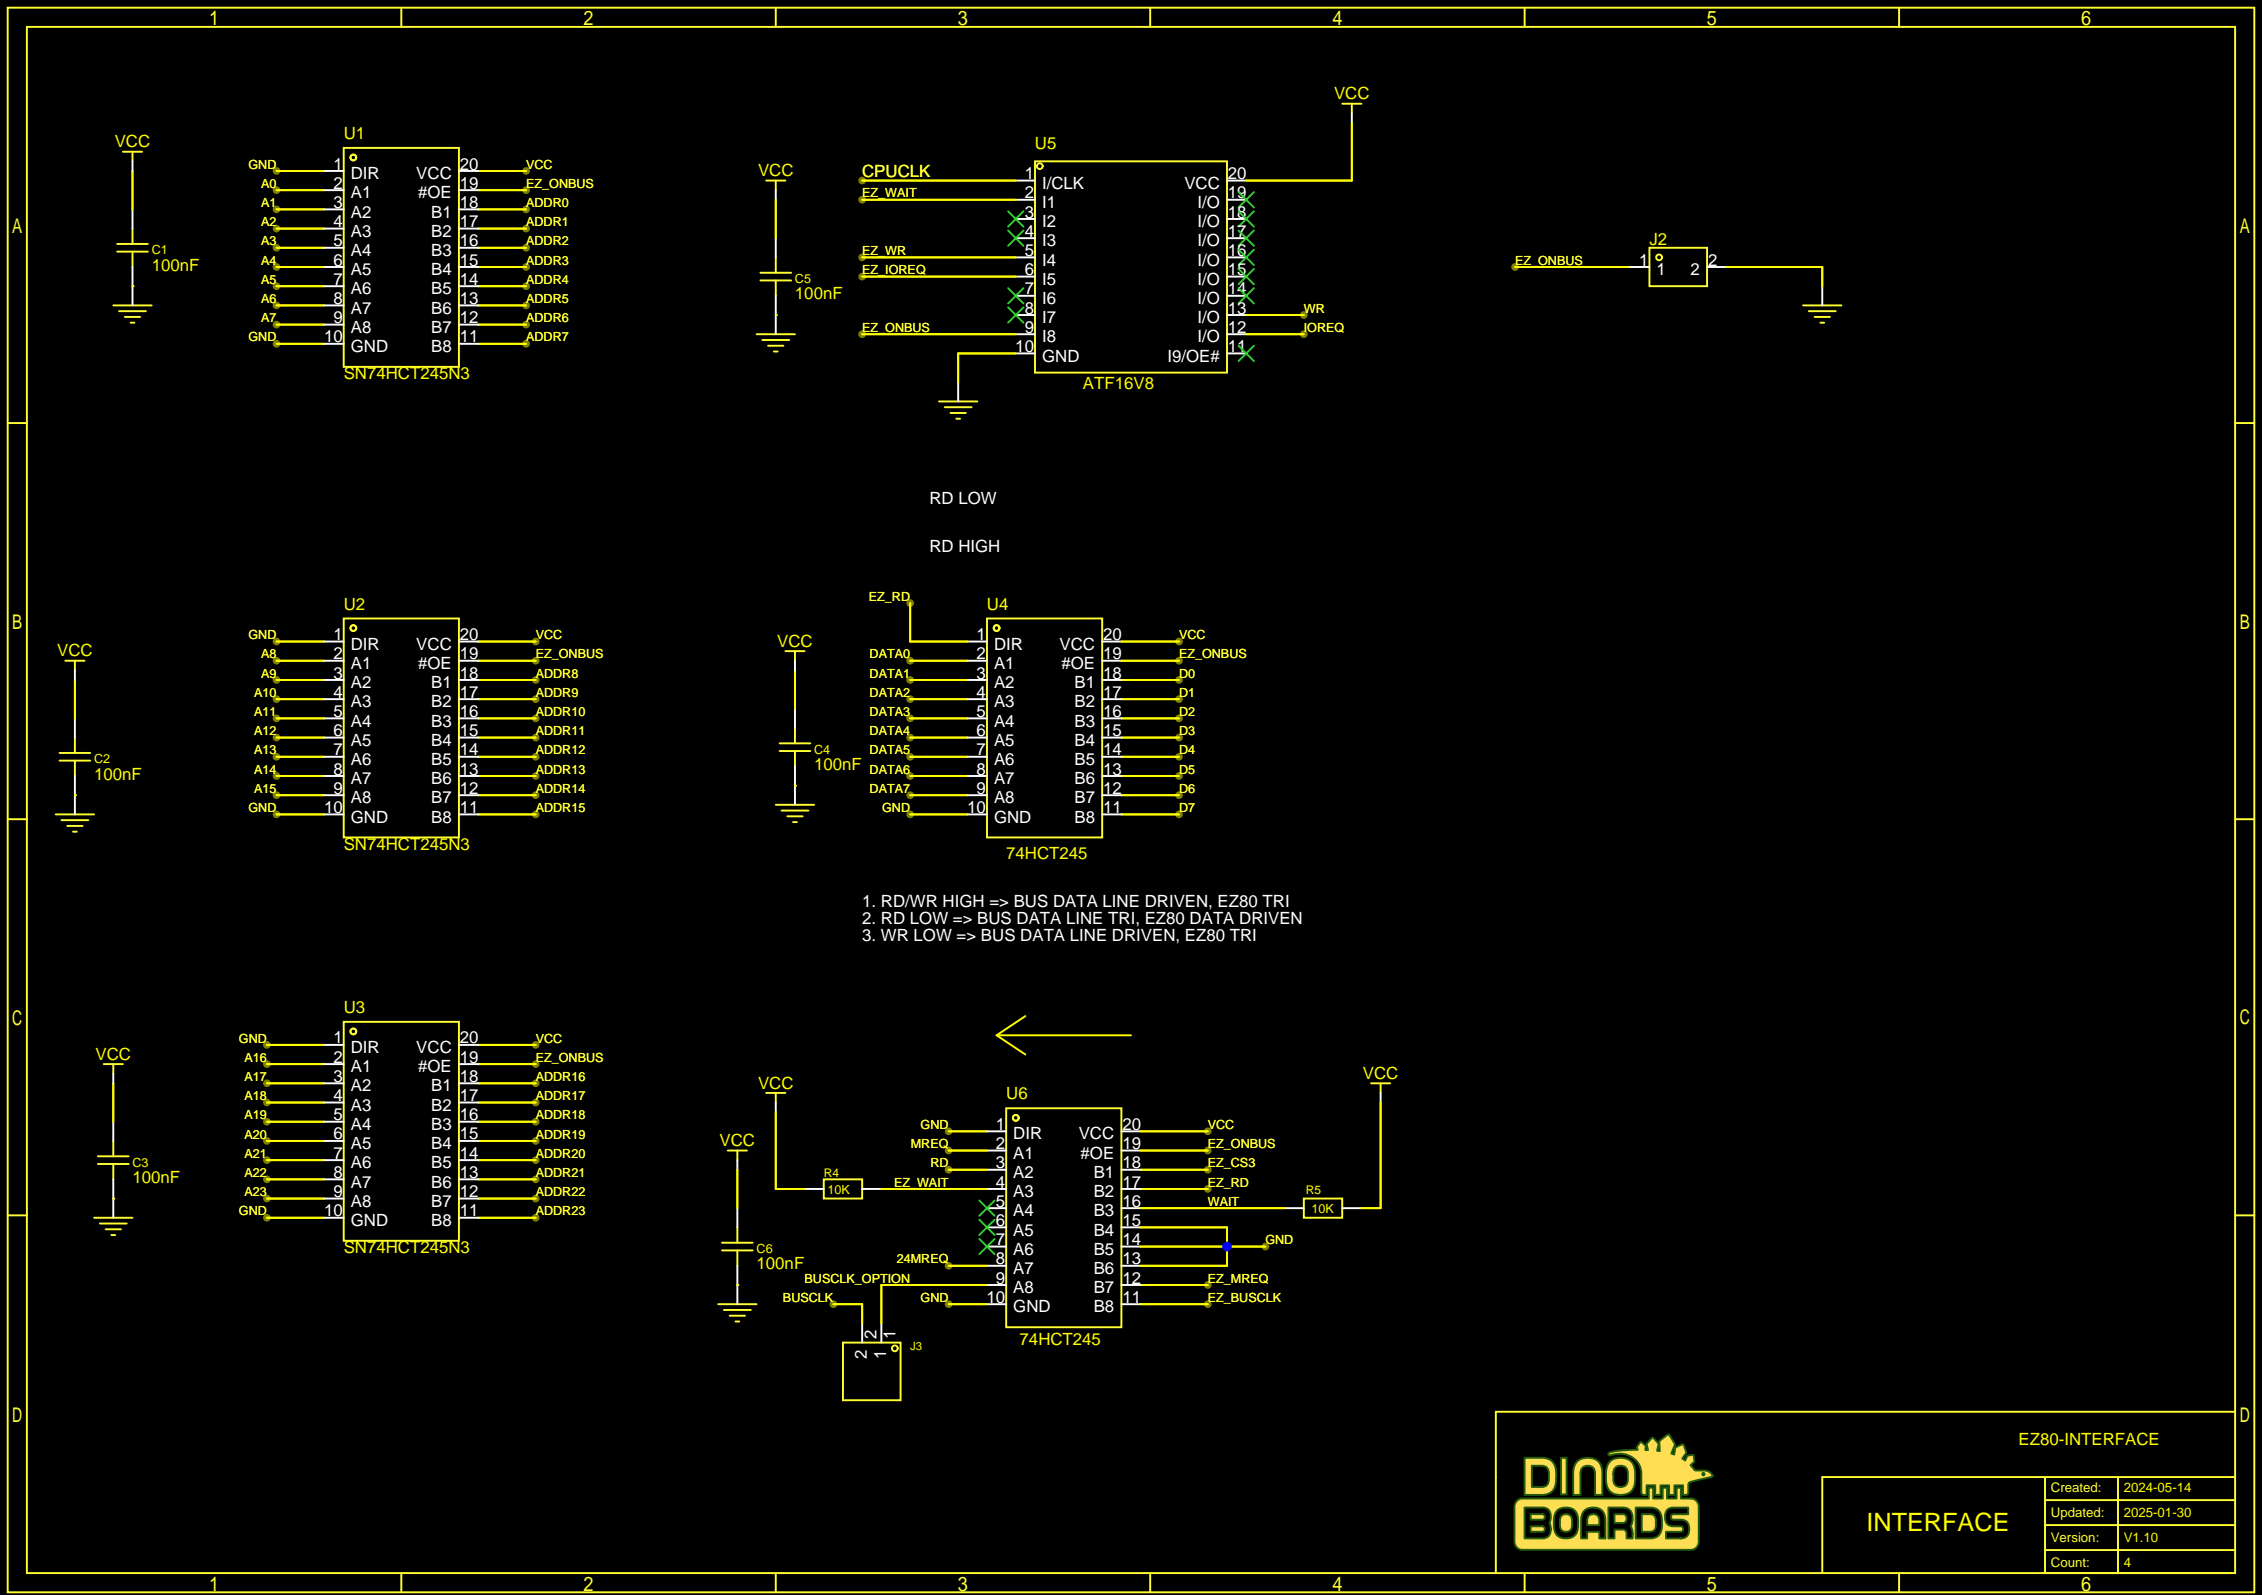 1 2 3 4 5 6
A A
B B
C C
D D
VCC
C1
100nF
U1
GND 1 DIR VCC 20 VCC
A0 2 A1 #OE 19 EZ_ONBUS
A1 3 A2 B1 18 ADDR0
A2 4 A3 B2 17 ADDR1
A3 5 A4 B3 16 ADDR2
A4 6 A5 B4 15 ADDR3
A5 7 A6 B5 14 ADDR4
A6 8 A7 B6 13 ADDR5
A7 9 A8 B7 12 ADDR6
GND 10 GND B8 11 ADDR7
SN74HCT245N3
VCC
C5
100nF
U5
VCC
CPUCLK 1 I/CLK VCC 20
EZ_WAIT 2 I1 I/O 19
3 I2 I/O 18
4 I3 I/O 17
EZ_WR 5 I4 I/O 16
EZ_IOREQ 6 I5 I/O 15
7 I6 I/O 14
8 I7 I/O 13 WR
EZ_ONBUS 9 I8 I/O 12 IOREQ
10 GND I9/OE# 11
ATF16V8
J2
EZ_ONBUS 1 1 2 2
RD LOW
RD HIGH
VCC
C2
100nF
U2
GND 1 DIR VCC 20 VCC
A8 2 A1 #OE 19 EZ_ONBUS
A9 3 A2 B1 18 ADDR8
A10 4 A3 B2 17 ADDR9
A11 5 A4 B3 16 ADDR10
A12 6 A5 B4 15 ADDR11
A13 7 A6 B5 14 ADDR12
A14 8 A7 B6 13 ADDR13
A15 9 A8 B7 12 ADDR14
GND 10 GND B8 11 ADDR15
SN74HCT245N3
VCC
C4
100nF
EZ_RD
U4
1 DIR VCC 20 VCC
DATA0 2 A1 #OE 19 EZ_ONBUS
DATA1 3 A2 B1 18 D0
DATA2 4 A3 B2 17 D1
DATA3 5 A4 B3 16 D2
DATA4 6 A5 B4 15 D3
DATA5 7 A6 B5 14 D4
DATA6 8 A7 B6 13 D5
DATA7 9 A8 B7 12 D6
GND 10 GND B8 11 D7
74HCT245
1. RD/WR HIGH => BUS DATA LINE DRIVEN, EZ80 TRI
2. RD LOW => BUS DATA LINE TRI, EZ80 DATA DRIVEN
3. WR LOW => BUS DATA LINE DRIVEN, EZ80 TRI
VCC
C3
100nF
U3
GND 1 DIR VCC 20 VCC
A16 2 A1 #OE 19 EZ_ONBUS
A17 3 A2 B1 18 ADDR16
A18 4 A3 B2 17 ADDR17
A19 5 A4 B3 16 ADDR18
A20 6 A5 B4 15 ADDR19
A21 7 A6 B5 14 ADDR20
A22 8 A7 B6 13 ADDR21
A23 9 A8 B7 12 ADDR22
GND 10 GND B8 11 ADDR23
SN74HCT245N3
VCC
VCC
C6
100nF
R4
10K
VCC
R5
10K
U6
GND 1 DIR VCC 20 VCC
MREQ 2 A1 #OE 19 EZ_ONBUS
RD 3 A2 B1 18 EZ_CS3
EZ_WAIT 4 A3 B2 17 EZ_RD
5 A4 B3 16 WAIT
6 A5 B4 15
7 A6 B5 14 GND
24MREQ 8 A7 B6 13
BUSCLK_OPTION 9 A8 B7 12 EZ_MREQ
GND 10 GND B8 11 EZ_BUSCLK
74HCT245
BUSCLK
2 1
2 1
J3
DINO
BOARDS
EZ80-INTERFACE
INTERFACE
Created: 2024-05-14
Updated: 2025-01-30
Version: V1.10
Count: 4
1 2 3 4 5 6